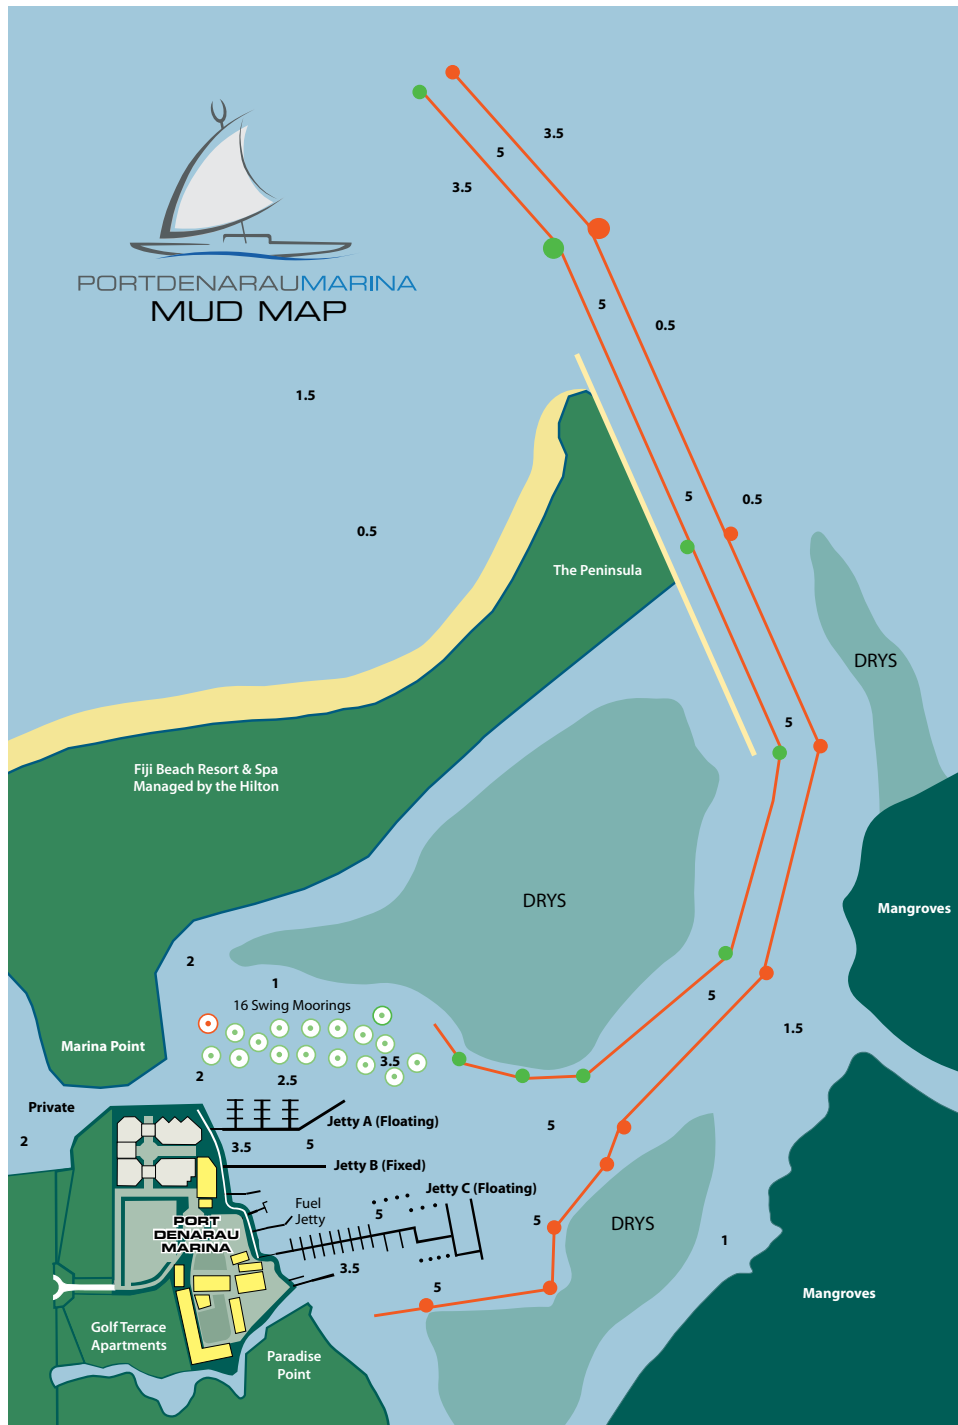 3.5
5
3.5
PORTDENARAUMARINA
MUD MAP
5
0.5
1.5
5
0.5
0.5
The Peninsula
DRYS
5
Fiji Beach Resort & Spa
Managed by the Hilton
DRYS
Mangroves
2
1
5
16 Swing Moorings
1.5
Marina Point
3.5
2
2.5
Private
2
Jetty A (Floating)
5
3.5
5
Jetty B (Fixed)
Jetty C (Floating)
Fuel
Jetty
5
PORT
DENARAU
MARINA
5
DRYS
1
3.5
5
Mangroves
Golf Terrace
Apartments
Paradise
Point